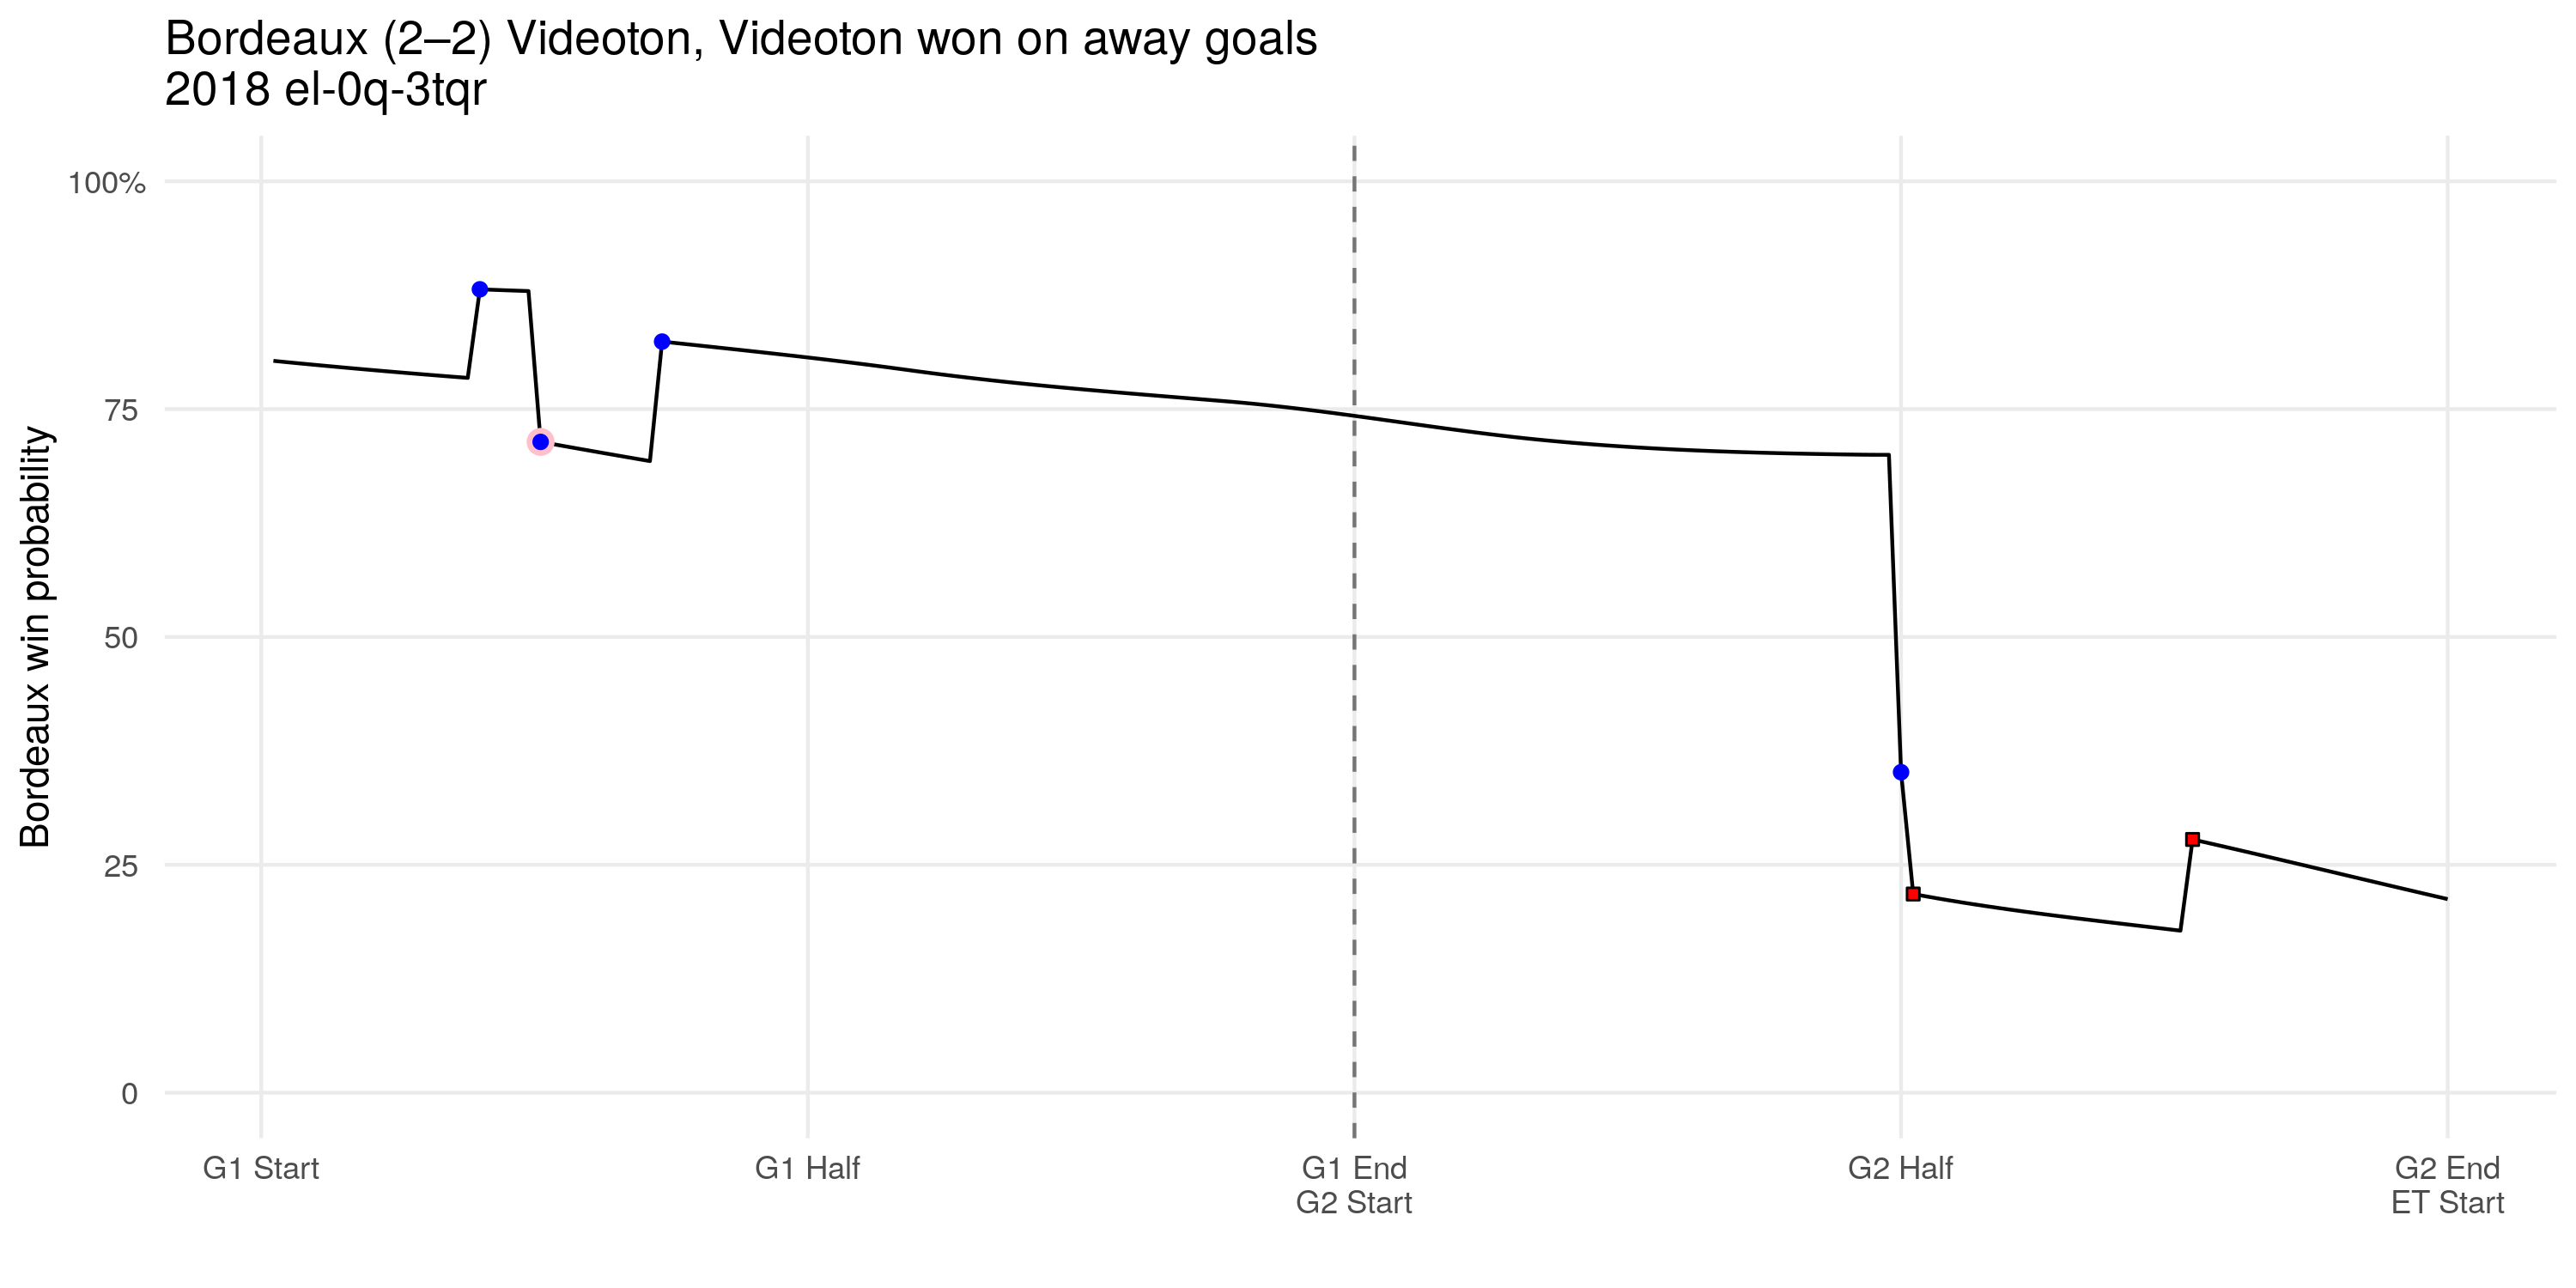 Bordeaux (2–2) Videoton, Videoton won on away goals
2018 el-0q-3tqr
Bordeaux win probability
100%
75
50
25
0
G1 Start
G1 Half
G1 End
G2 Start
G2 Half
G2 End
ET Start